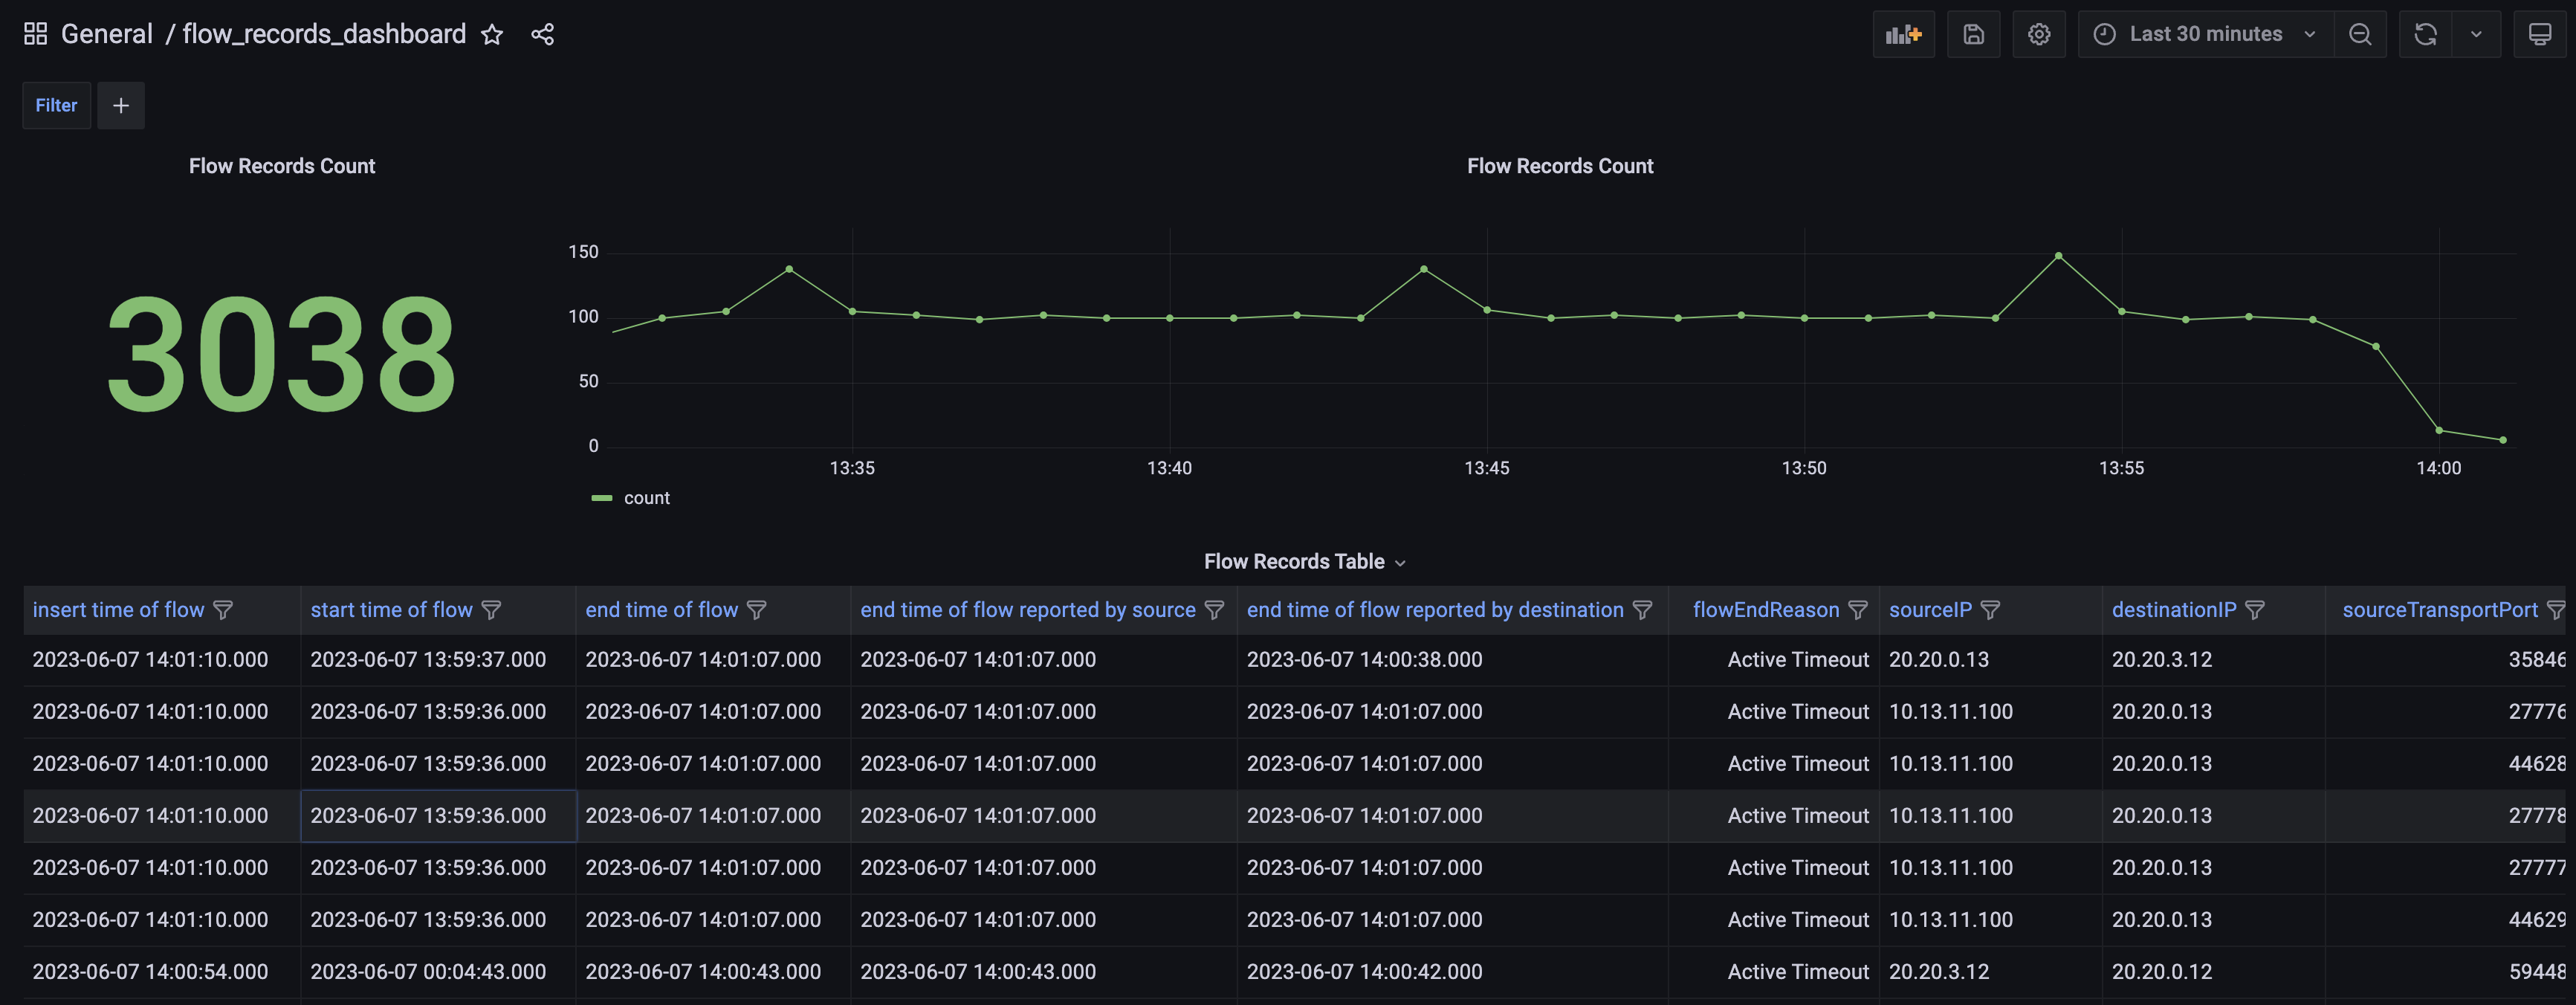 General / flow_records_dashboard
Last 30 minutes
Filter
+
Flow Records Count
3038
Flow Records Count
150
100
50
0
13:35 13:40 13:45 13:50 13:55 14:00
count
Flow Records Table
insert time of flow start time of flow end time of flow end time of flow reported by source end time of flow reported by destination flowEndReason sourceIP destinationIP sourceTransportPort
2023-06-07 14:01:10.000 2023-06-07 13:59:37.000 2023-06-07 14:01:07.000 2023-06-07 14:01:07.000 2023-06-07 14:00:38.000 Active Timeout 20.20.0.13 20.20.3.12 35846
2023-06-07 14:01:10.000 2023-06-07 13:59:36.000 2023-06-07 14:01:07.000 2023-06-07 14:01:07.000 2023-06-07 14:01:07.000 Active Timeout 10.13.11.100 20.20.0.13 27776
2023-06-07 14:01:10.000 2023-06-07 13:59:36.000 2023-06-07 14:01:07.000 2023-06-07 14:01:07.000 2023-06-07 14:01:07.000 Active Timeout 10.13.11.100 20.20.0.13 44628
2023-06-07 14:01:10.000 2023-06-07 13:59:36.000 2023-06-07 14:01:07.000 2023-06-07 14:01:07.000 2023-06-07 14:01:07.000 Active Timeout 10.13.11.100 20.20.0.13 27778
2023-06-07 14:01:10.000 2023-06-07 13:59:36.000 2023-06-07 14:01:07.000 2023-06-07 14:01:07.000 2023-06-07 14:01:07.000 Active Timeout 10.13.11.100 20.20.0.13 27777
2023-06-07 14:01:10.000 2023-06-07 13:59:36.000 2023-06-07 14:01:07.000 2023-06-07 14:01:07.000 2023-06-07 14:01:07.000 Active Timeout 10.13.11.100 20.20.0.13 44629
2023-06-07 14:00:54.000 2023-06-07 00:04:43.000 2023-06-07 14:00:43.000 2023-06-07 14:00:43.000 2023-06-07 14:00:42.000 Active Timeout 20.20.3.12 20.20.0.12 59448